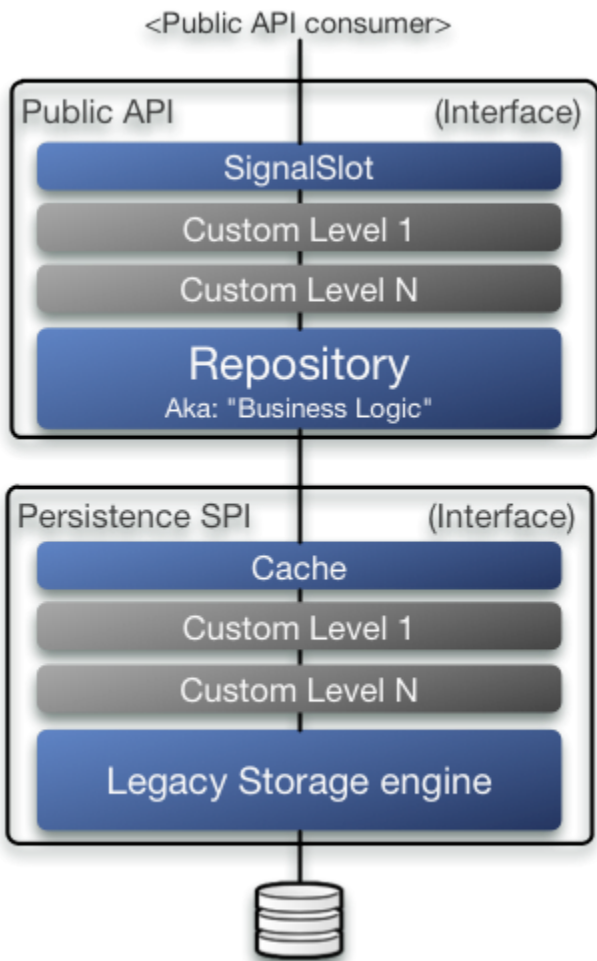 <Public API consumer>
Public API (Interface)
SignalSlot
Custom Level 1
Custom Level N
Repository
Aka: "Business Logic"
Persistence SPI (Interface)
Cache
Custom Level 1
Custom Level N
Legacy Storage engine